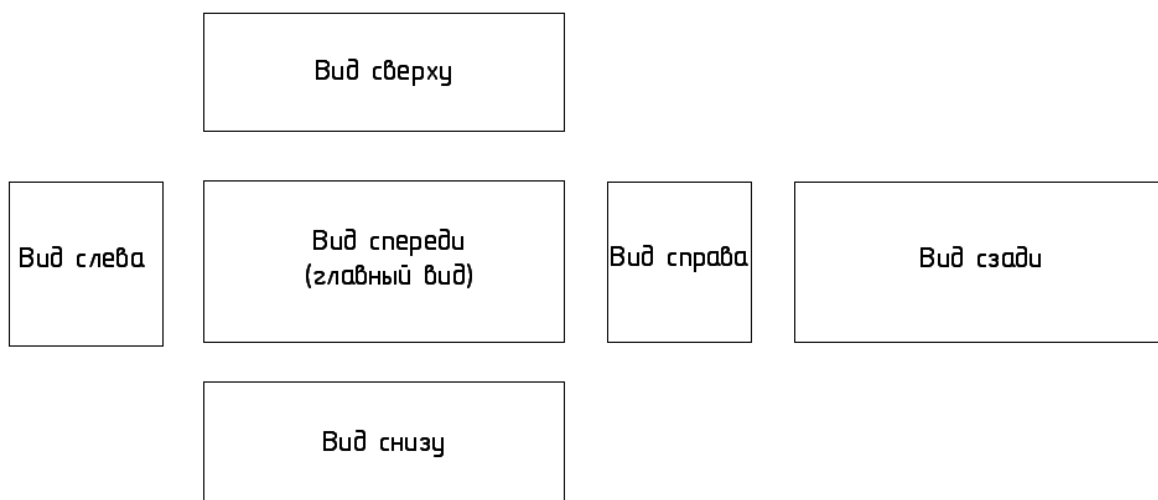 Вид сверху
Вид слева
Вид спереди
(главный вид)
Вид справа
Вид сзади
Вид снизу